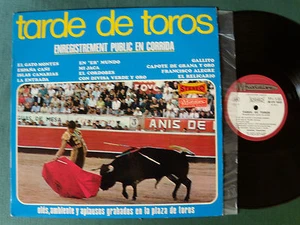 tarde de toros
ENREGISTREMENT PUBLIC EN CORRIDA
EL GATO MONTES
ESPAÑA CAÑI
ISLAS CANARIAS
LA ENTRADA
EN "ER" MUNDO
MI JACA
EL CORDOBES
CON DIVISA VERDE Y ORO
GALLITO
CAPOTE DE GRANA Y ORO
FRANCISCO ALEGRE
EL RELICARIO
STEREO
ANIS DE
olés, ambiente y aplausos grabados en la plaza de toros